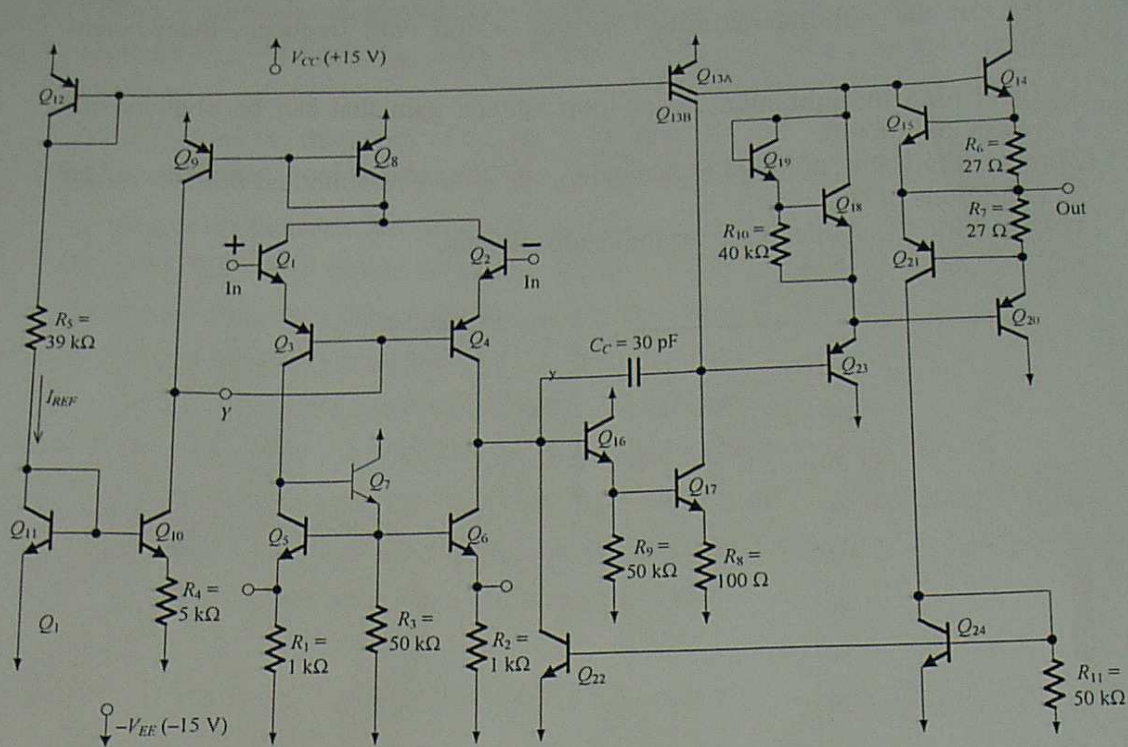 V_CC (+15 V)
Q12
Q13A
Q13B
Q14
Q15
R6 =
27 Ω
Out
R7 =
27 Ω
Q9
Q8
Q19
Q18
R10 =
40 kΩ
Q21
Q20
+
In
Q1
Q2
−
In
R5 =
39 kΩ
Q3
Q4
C_C = 30 pF
Q23
I_REF
Y
y
Q16
Q7
Q17
Q11
Q10
Q5
Q6
R9 =
50 kΩ
R8 =
100 Ω
R4 =
5 kΩ
Q1
R1 =
1 kΩ
R3 =
50 kΩ
R2 =
1 kΩ
Q22
Q24
R11 =
50 kΩ
−V_EE (−15 V)